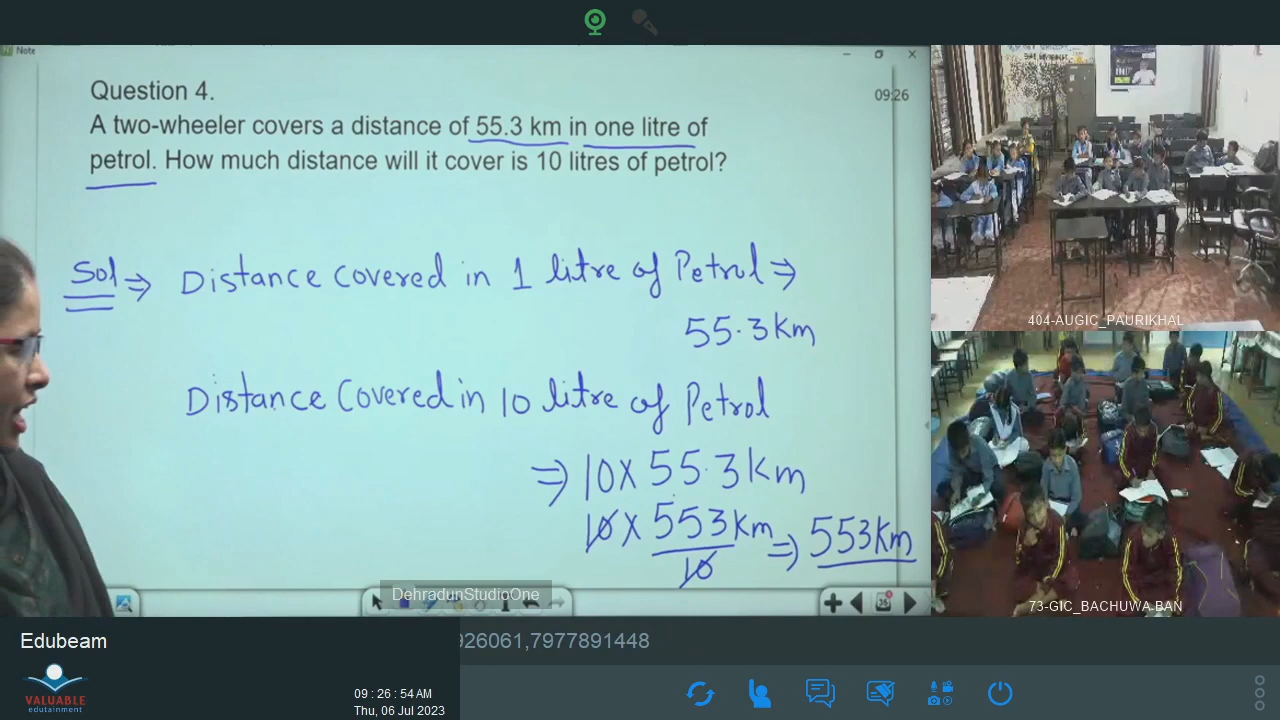 Note
Question 4.
09:26
A two-wheeler covers a distance of 55.3 km in one litre of
petrol. How much distance will it cover is 10 litres of petrol?
Sol ⇒ Distance covered in 1 litre of Petrol ⇒
55.3 km
Distance Covered in 10 litre of Petrol
⇒ 10 x 55.3 km
10 x 553 km ⇒ 553 km
10
404-AUGIC_PAURIKHAL
73-GIC_BACHUWA.BAN
DehradunStudioOne
Edubeam
926061,7977891448
VALUABLE
edutainment
09 : 26 : 54 AM
Thu, 06 Jul 2023